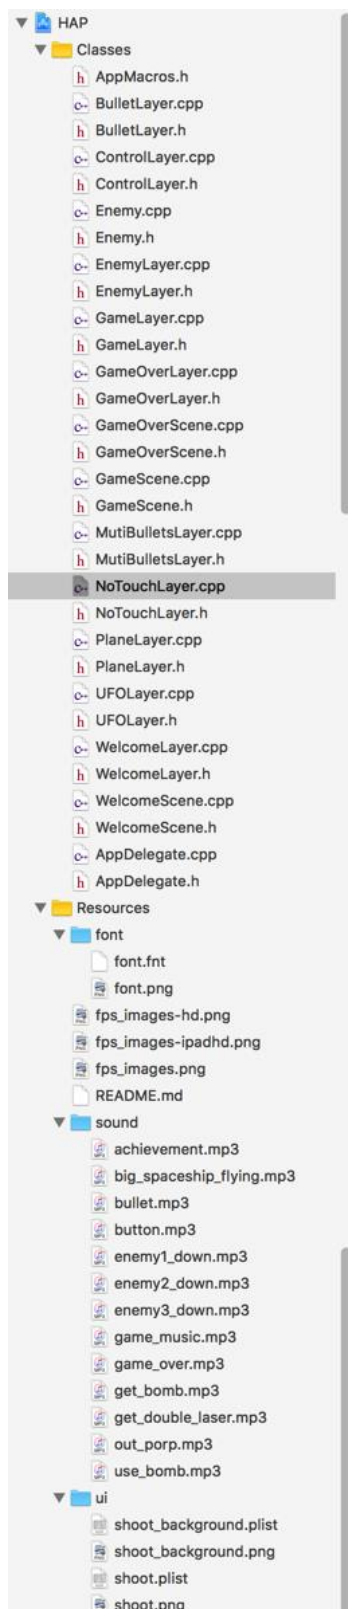 HAP
Classes
AppMacros.h
BulletLayer.cpp
BulletLayer.h
ControlLayer.cpp
ControlLayer.h
Enemy.cpp
Enemy.h
EnemyLayer.cpp
EnemyLayer.h
GameLayer.cpp
GameLayer.h
GameOverLayer.cpp
GameOverLayer.h
GameOverScene.cpp
GameOverScene.h
GameScene.cpp
GameScene.h
MutiBulletsLayer.cpp
MutiBulletsLayer.h
NoTouchLayer.cpp
NoTouchLayer.h
PlaneLayer.cpp
PlaneLayer.h
UFOLayer.cpp
UFOLayer.h
WelcomeLayer.cpp
WelcomeLayer.h
WelcomeScene.cpp
WelcomeScene.h
AppDelegate.cpp
AppDelegate.h
Resources
font
font.fnt
font.png
fps_images-hd.png
fps_images-ipadhd.png
fps_images.png
README.md
sound
achievement.mp3
big_spaceship_flying.mp3
bullet.mp3
button.mp3
enemy1_down.mp3
enemy2_down.mp3
enemy3_down.mp3
game_music.mp3
game_over.mp3
get_bomb.mp3
get_double_laser.mp3
out_porp.mp3
use_bomb.mp3
ui
shoot_background.plist
shoot_background.png
shoot.plist
shoot.png